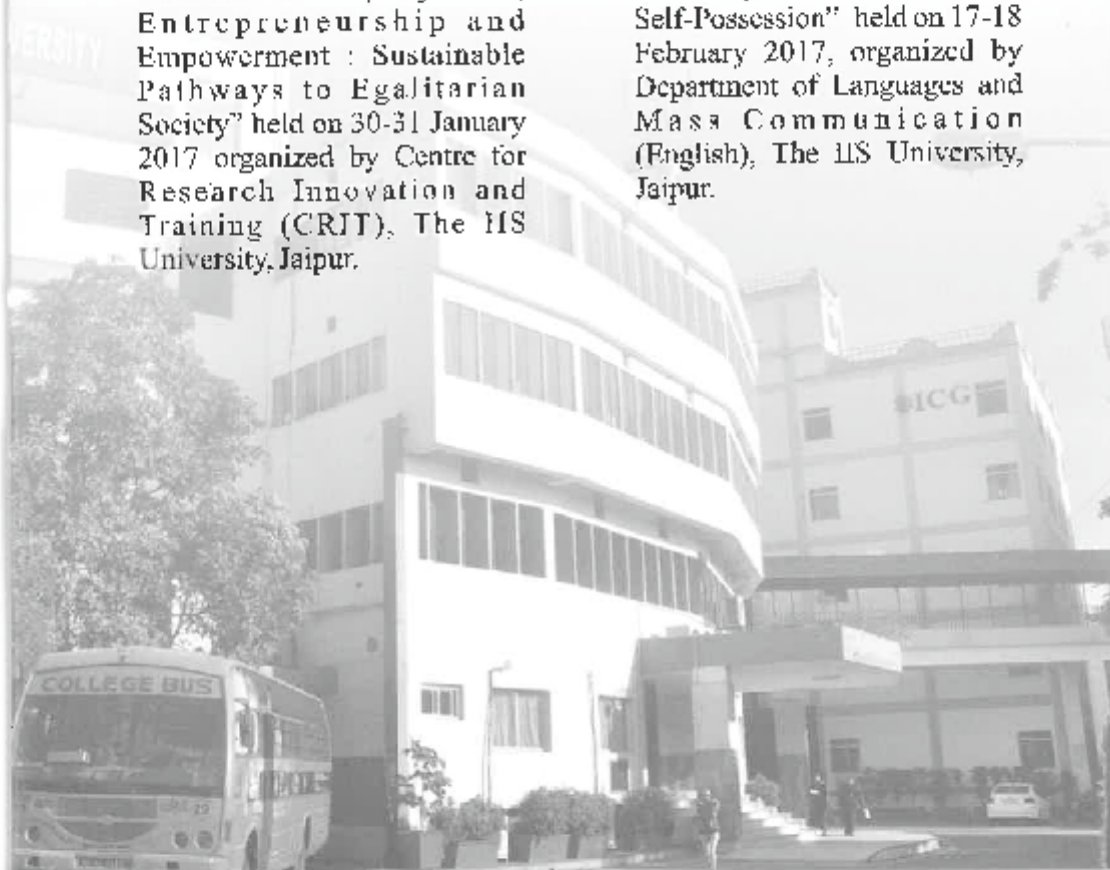 Entrepreneurship and
Empowerment : Sustainable
Pathways to Egalitarian
Society” held on 30-31 January
2017 organized by Centre for
Research Innovation and
Training (CRIT), The IIS
University, Jaipur.
Self-Possession” held on 17-18
February 2017, organized by
Department of Languages and
Mass Communication
(English), The IIS University,
Jaipur.
ERSITY
ICG
COLLEGE BUS
29